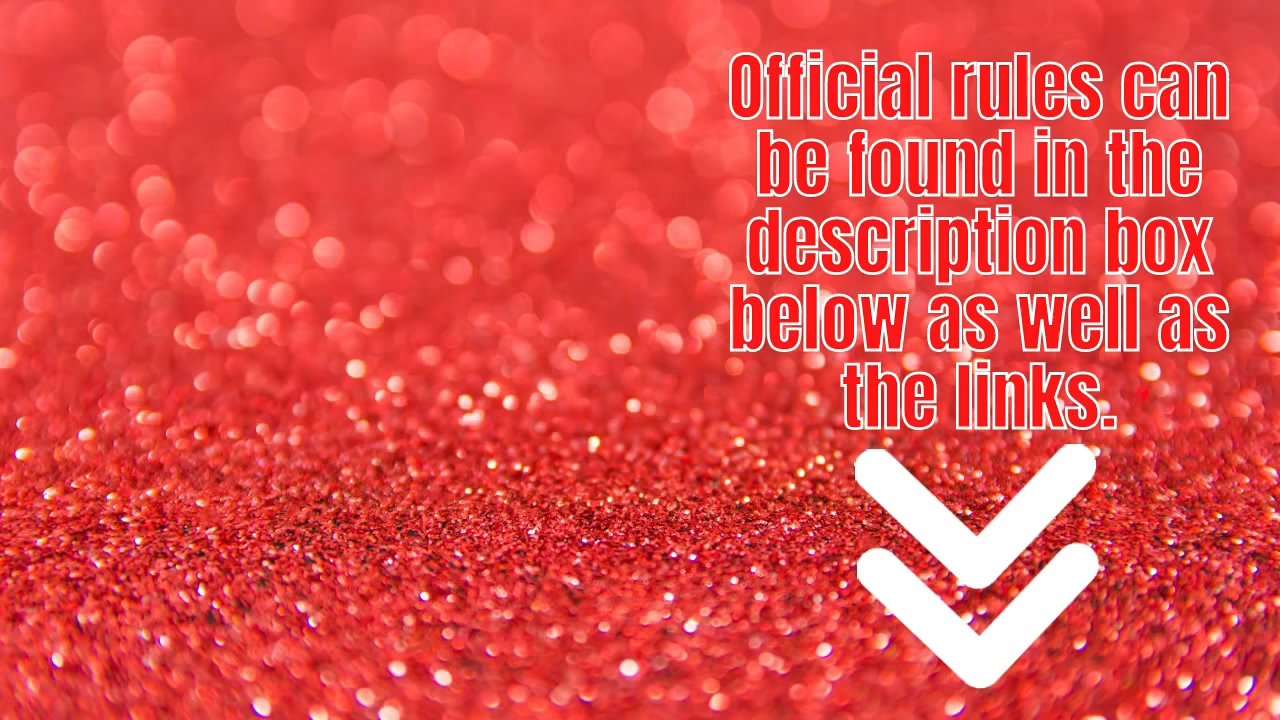 Official rules can
be found in the
description box
below as well as
the links.